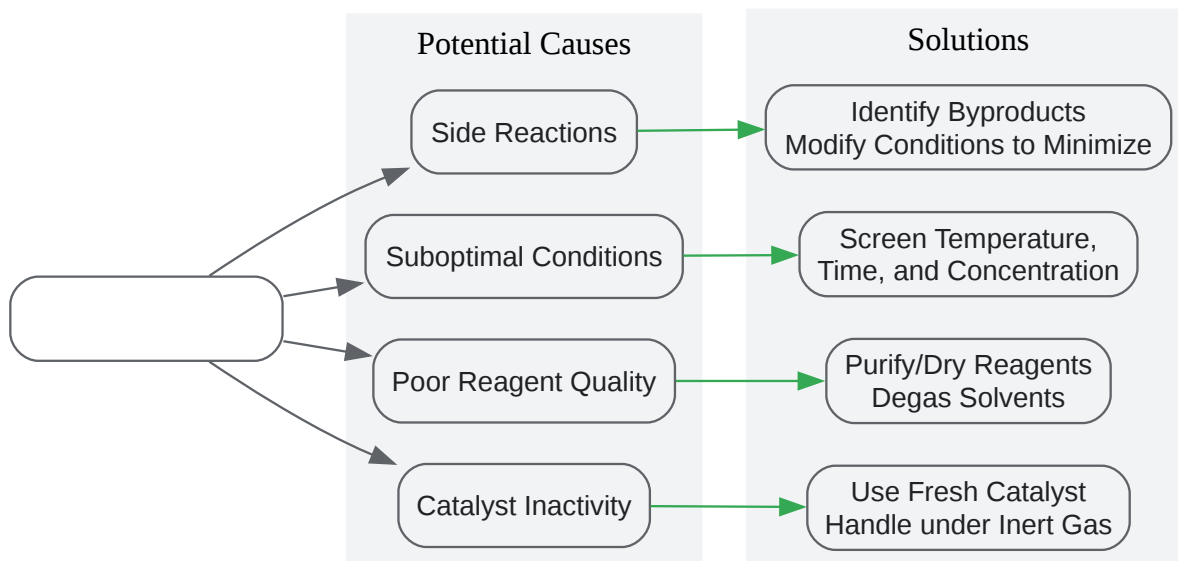 Potential Causes
Solutions
Side Reactions
Identify Byproducts
Modify Conditions to Minimize
Suboptimal Conditions
Screen Temperature,
Time, and Concentration
Poor Reagent Quality
Purify/Dry Reagents
Degas Solvents
Catalyst Inactivity
Use Fresh Catalyst
Handle under Inert Gas